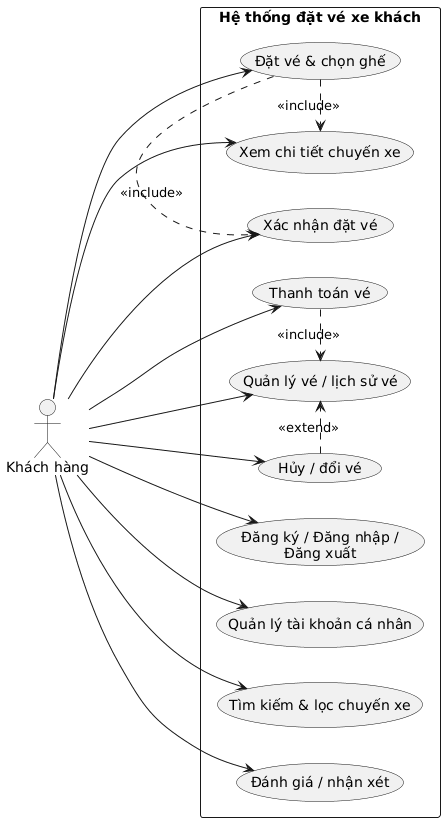 Hệ thống đặt vé xe khách
Đặt vé & chọn ghế
«include»
Xem chi tiết chuyến xe
«include»
Xác nhận đặt vé
Thanh toán vé
«include»
Quản lý vé / lịch sử vé
«extend»
Hủy / đổi vé
Khách hàng
Đăng ký / Đăng nhập /
Đăng xuất
Quản lý tài khoản cá nhân
Tìm kiếm & lọc chuyến xe
Đánh giá / nhận xét